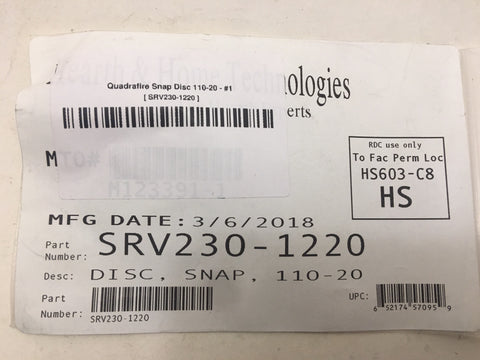 Hearth & Home Technologies
Quadrafire Snap Disc 110-20 - #1
[ SRV230-1220 ]
erts
MTO#
M123391-1
RDC use only
To Fac Perm Loc
HS603-C8
HS
MFG DATE: 3/6/2018
Part Number: SRV230-1220
Desc: DISC, SNAP, 110-20
Part Number: SRV230-1220
UPC: 6 52174 57095 9